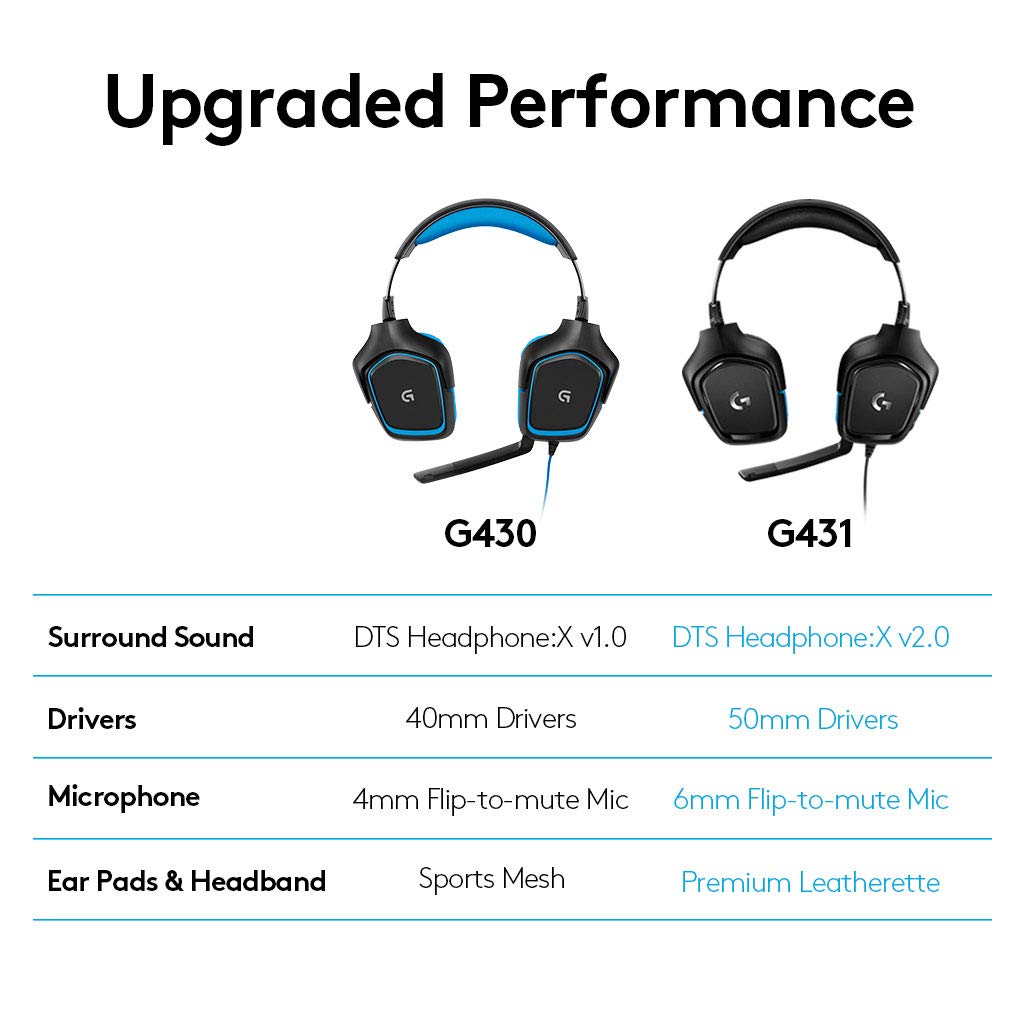 Upgraded Performance
G430 G431
Surround Sound DTS Headphone:X v1.0 DTS Headphone:X v2.0
Drivers 40mm Drivers 50mm Drivers
Microphone 4mm Flip-to-mute Mic 6mm Flip-to-mute Mic
Ear Pads & Headband Sports Mesh Premium Leatherette